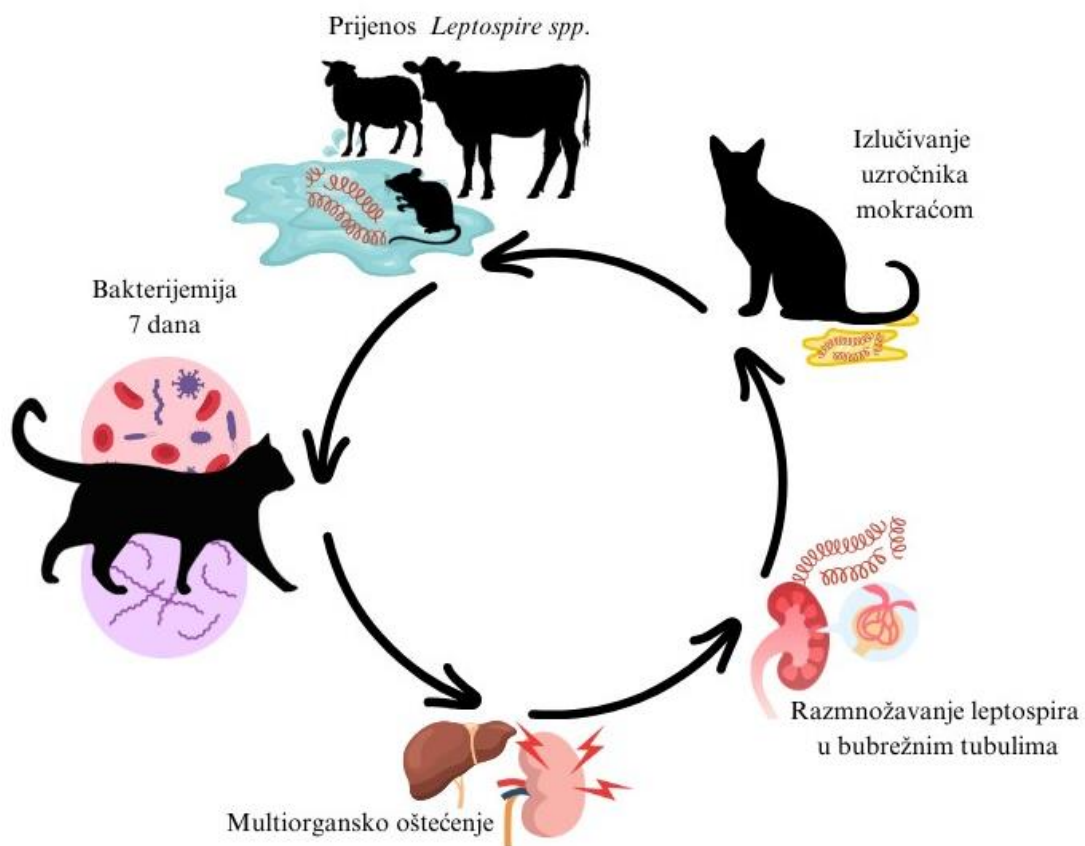 Prijenos Leptospire spp.
Izlučivanje
uzročnika
mokraćom
Bakterijemija
7 dana
Razmnožavanje leptospira
u bubrežnim tubulima
Multiorgansko oštećenje